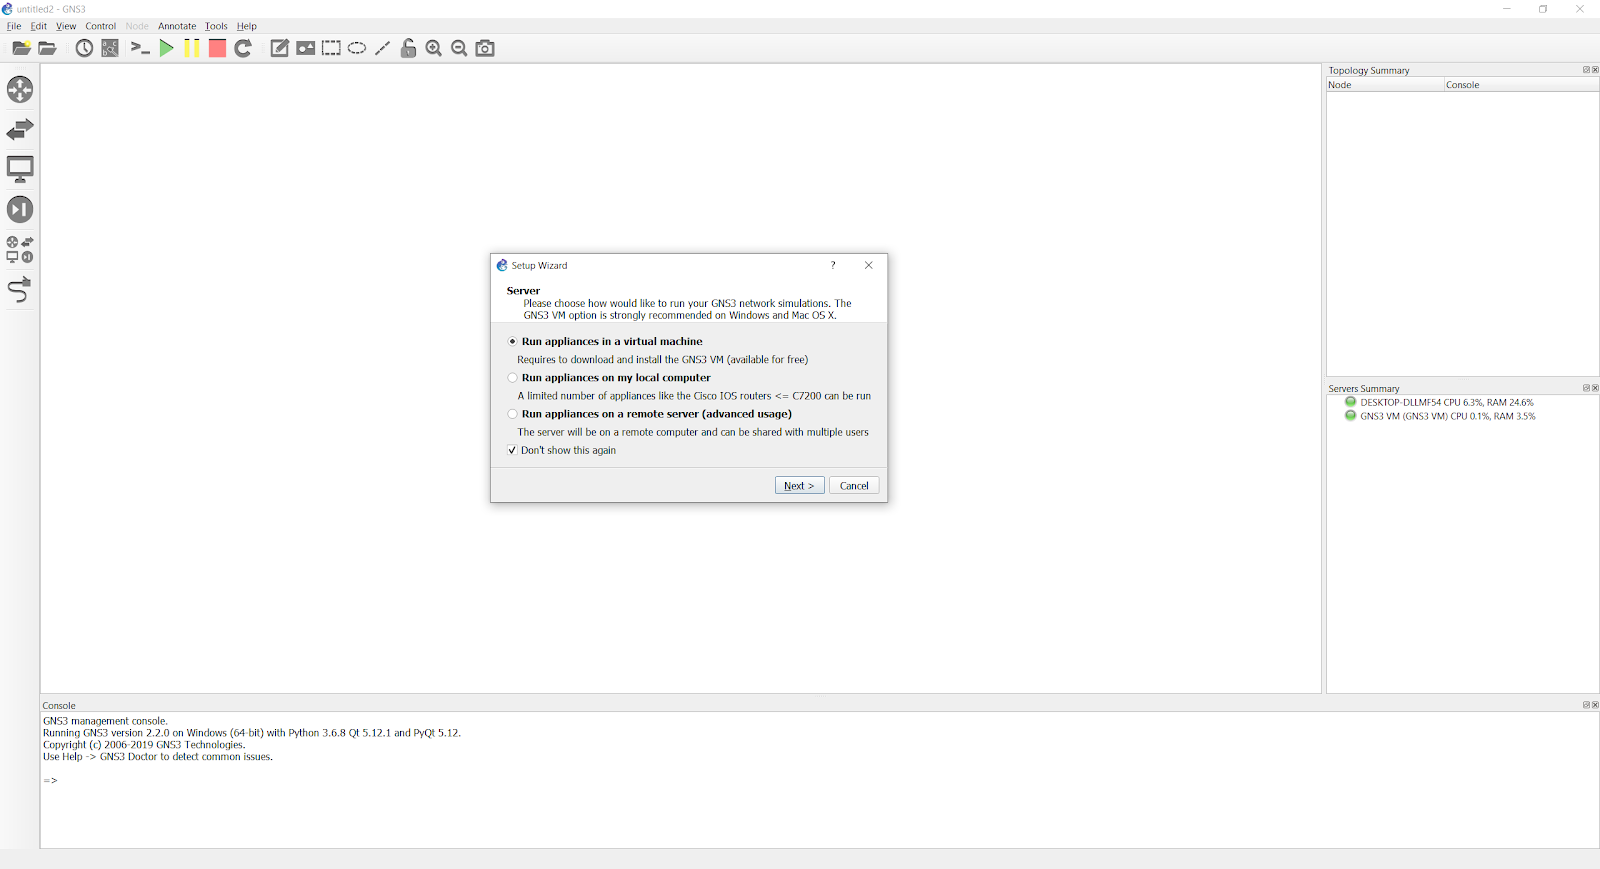 untitled2 - GNS3
File Edit View Control Node Annotate Tools Help
Topology Summary
Node Console
Setup Wizard ?
Server
Please choose how would like to run your GNS3 network simulations. The
GNS3 VM option is strongly recommended on Windows and Mac OS X.
Run appliances in a virtual machine
Requires to download and install the GNS3 VM (available for free)
Run appliances on my local computer
A limited number of appliances like the Cisco IOS routers <= C7200 can be run
Run appliances on a remote server (advanced usage)
The server will be on a remote computer and can be shared with multiple users
Don't show this again
Next > Cancel
Servers Summary
DESKTOP-DLLMF54 CPU 6.3%, RAM 24.6%
GNS3 VM (GNS3 VM) CPU 0.1%, RAM 3.5%
Console
GNS3 management console.
Running GNS3 version 2.2.0 on Windows (64-bit) with Python 3.6.8 Qt 5.12.1 and PyQt 5.12.
Copyright (c) 2006-2019 GNS3 Technologies.
Use Help -> GNS3 Doctor to detect common issues.
=>